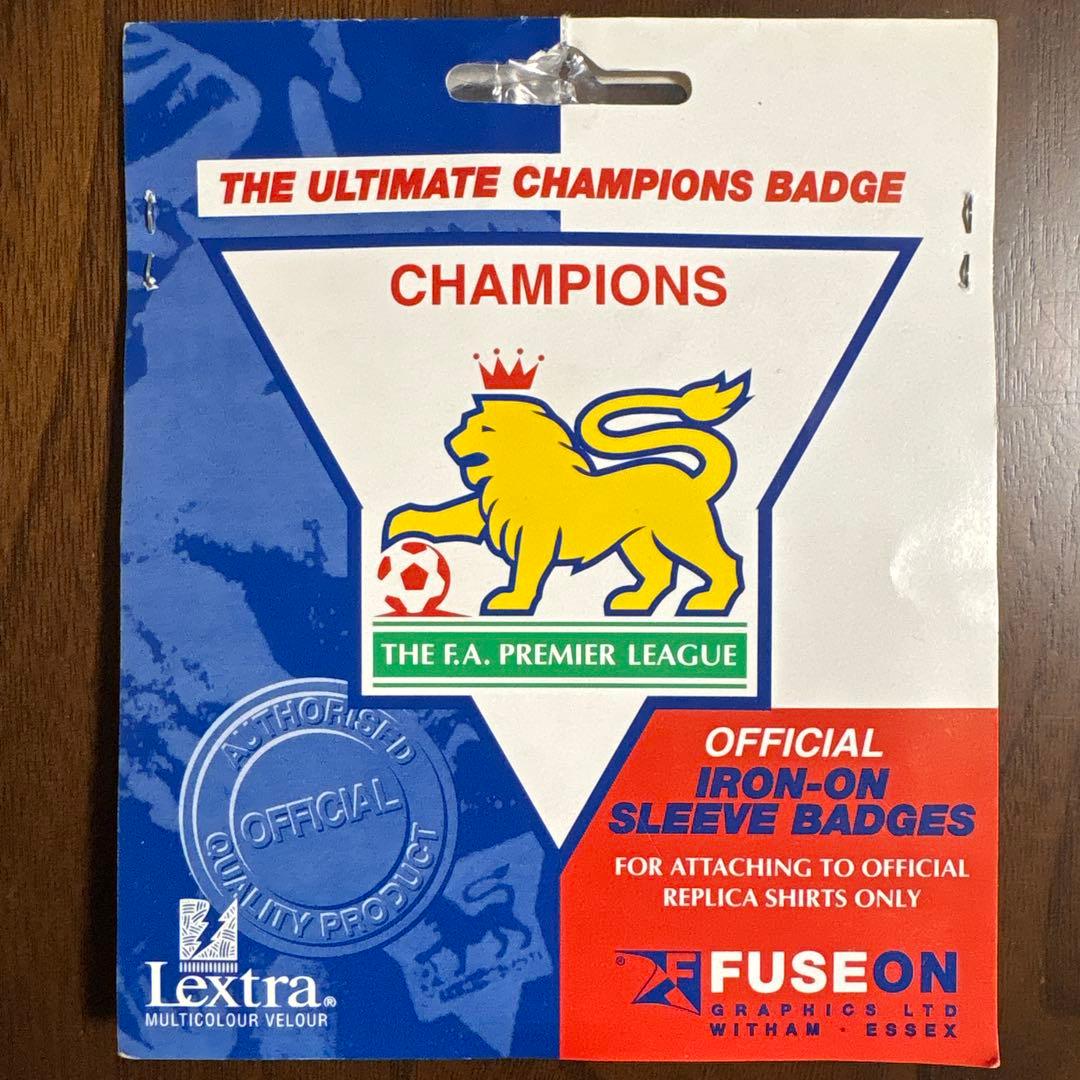 THE ULTIMATE CHAMPIONS BADGE
CHAMPIONS
THE F.A. PREMIER LEAGUE
AUTHORISED
OFFICIAL
QUALITY PRODUCT
Lextra®
MULTICOLOUR VELOUR
OFFICIAL
IRON-ON
SLEEVE BADGES
FOR ATTACHING TO OFFICIAL
REPLICA SHIRTS ONLY
® FUSEON
GRAPHICS LTD
WITHAM · ESSEX